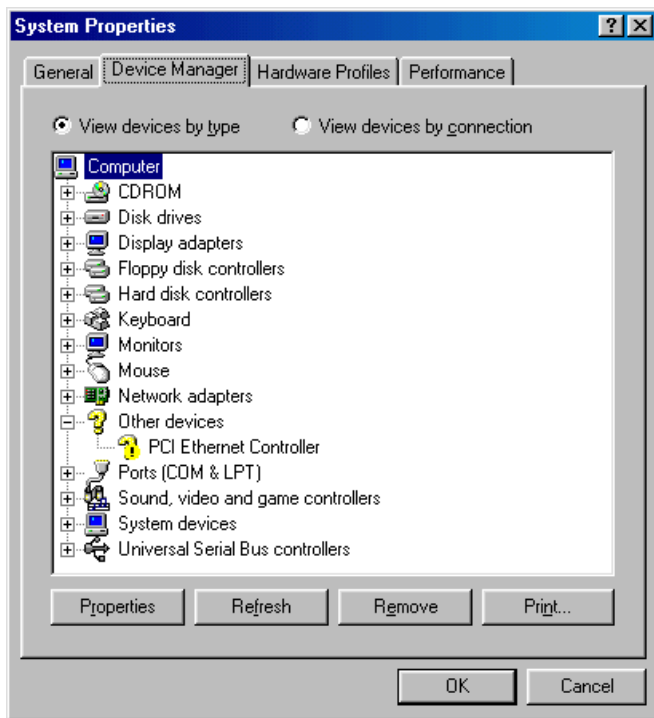 System Properties
General Device Manager Hardware Profiles Performance
View devices by type View devices by connection
Computer
CDROM
Disk drives
Display adapters
Floppy disk controllers
Hard disk controllers
Keyboard
Monitors
Mouse
Network adapters
Other devices
PCI Ethernet Controller
Ports (COM & LPT)
Sound, video and game controllers
System devices
Universal Serial Bus controllers
Properties Refresh Remove Print...
OK Cancel